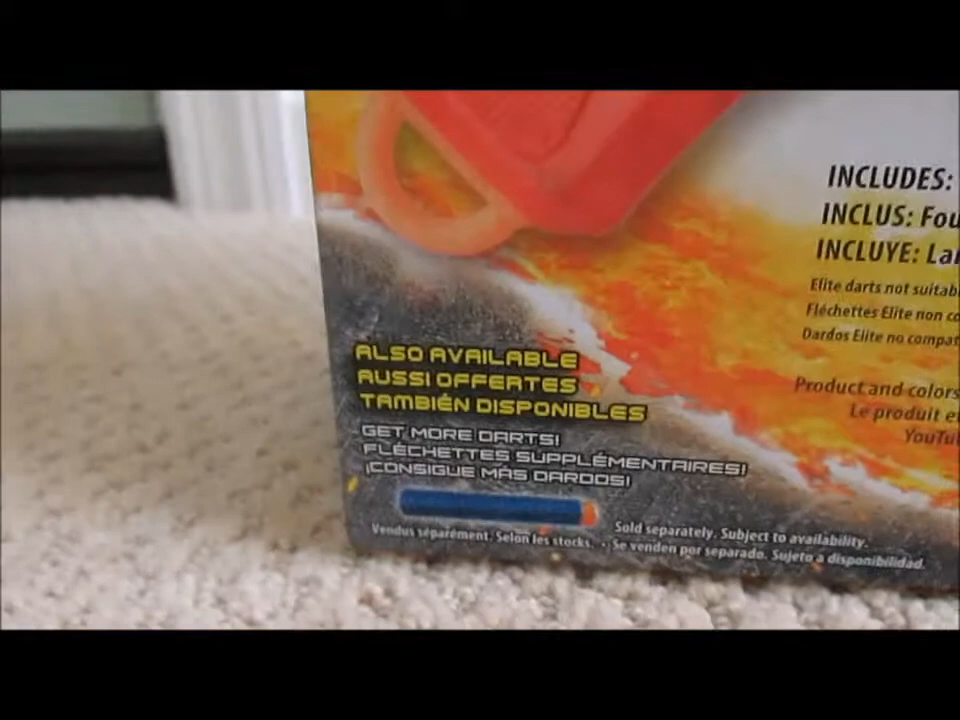 INCLUDES:
INCLUS: Fou
INCLUYE: Lan
Elite darts not suitab
Fléchettes Elite non co
Dardos Elite no compat
Product and colors
Le produit e
YouTu
ALSO AVAILABLE
AUSSI OFFERTES
TAMBIÉN DISPONIBLES
GET MORE DARTS!
FLÉCHETTES SUPPLÉMENTAIRES!
¡CONSIGUE MÁS DARDOS!
Sold separately. Subject to availability.
Vendus séparément. Selon les stocks. • Se venden por separado. Sujeto a disponibilidad.